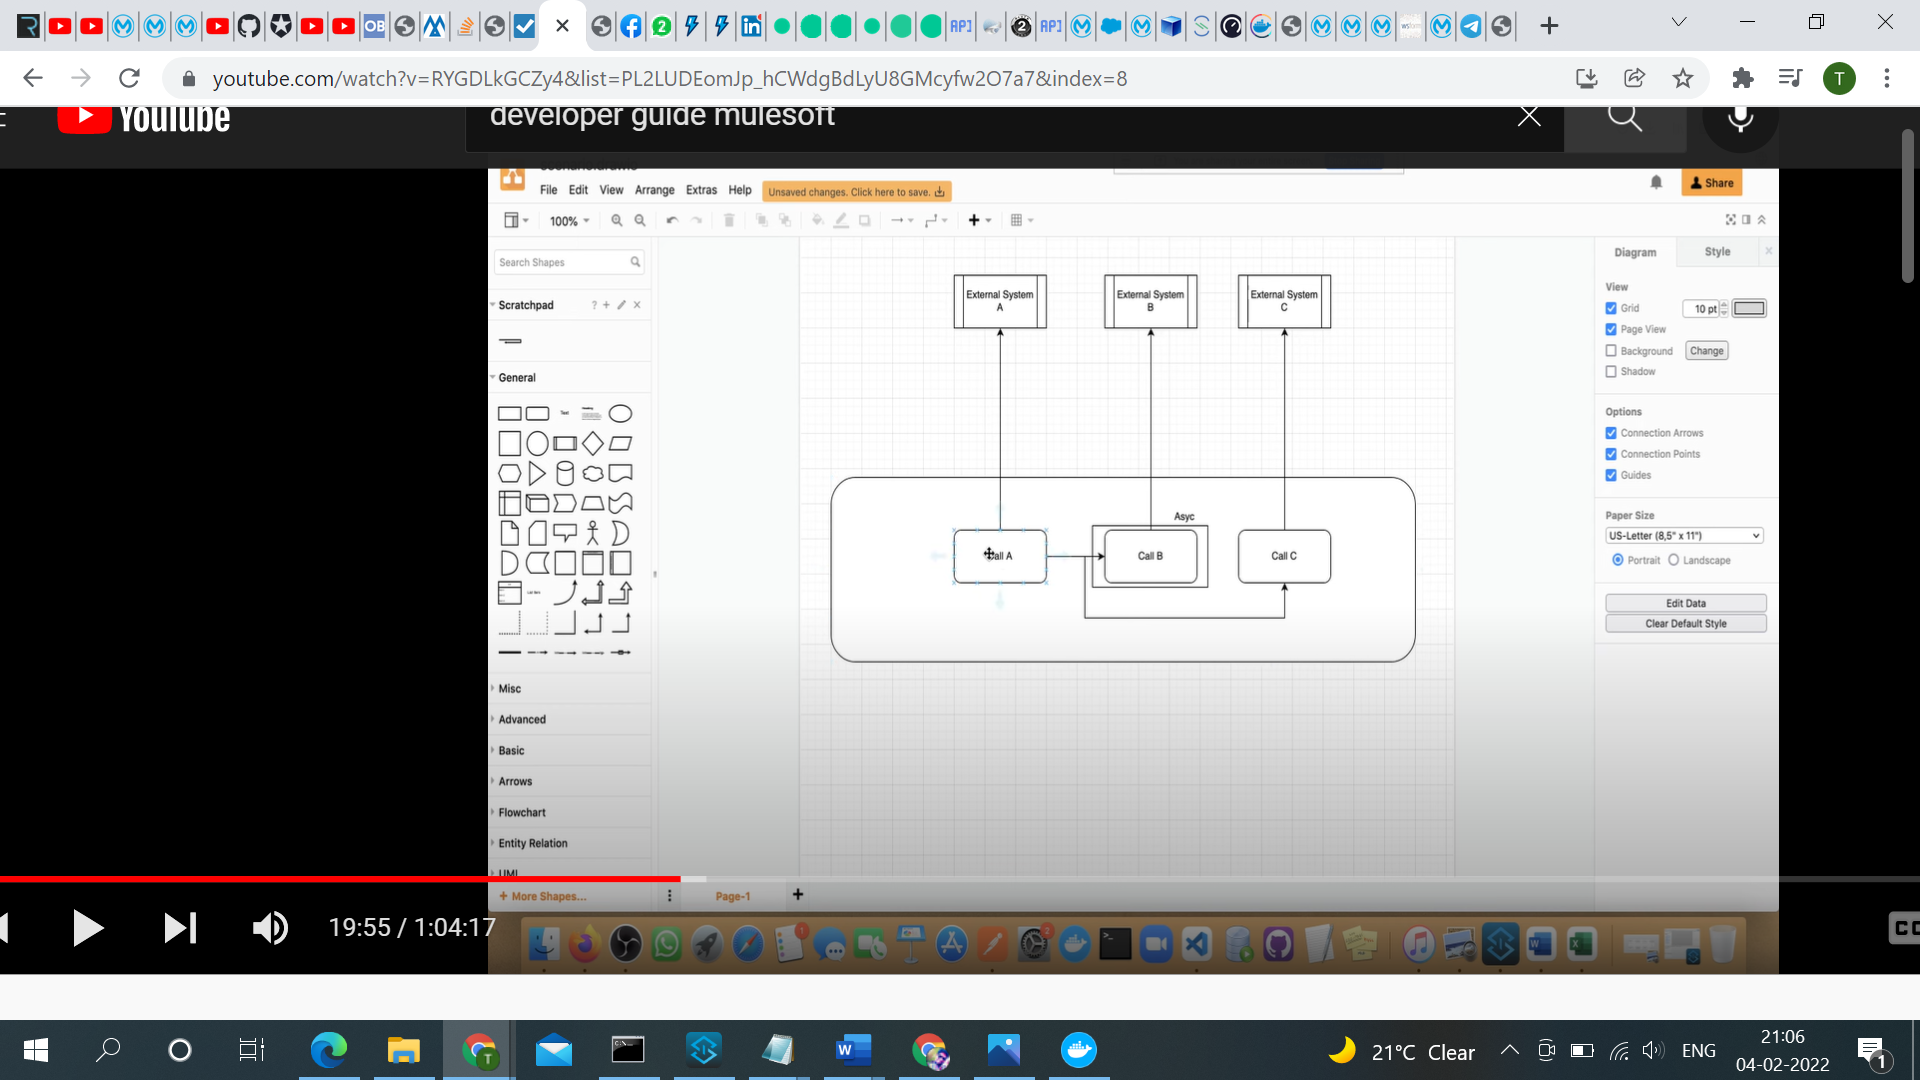 youtube.com/watch?v=RYGDLkGCZy4&list=PL2LUDEomJp_hCWdgBdLyU8GMcyfw2O7a7&index=8
T
YouTube
developer guide mulesoft
File Edit View Arrange Extras Help
Unsaved changes. Click here to save.
Share
100%
Search Shapes
Scratchpad
General
Text
Misc
Advanced
Basic
Arrows
Flowchart
Entity Relation
UML
+ More Shapes...
Page-1
External System
A
External System
B
External System
C
Asyc
Call A
Call B
Call C
Diagram
Style
View
Grid
10 pt
Page View
Background
Change
Shadow
Options
Connection Arrows
Connection Points
Guides
Paper Size
US-Letter (8,5" x 11")
Portrait
Landscape
Edit Data
Clear Default Style
19:55 / 1:04:17
21°C Clear
ENG
21:06
04-02-2022
1